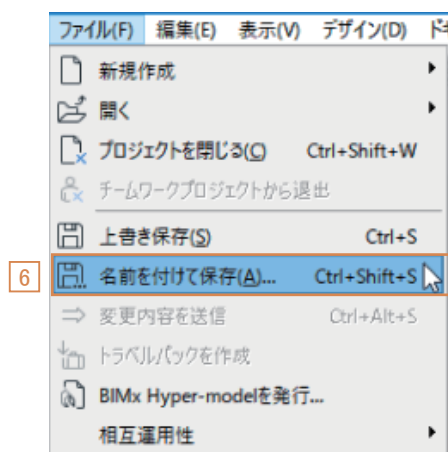 ファイル(F) 編集(E) 表示(V) デザイン(D)
新規作成
開く
プロジェクトを閉じる(C) Ctrl+Shift+W
チームワークプロジェクトから退出
上書き保存(S) Ctrl+S
6 名前を付けて保存(A)... Ctrl+Shift+S
変更内容を送信 Ctrl+Alt+S
トラベルパックを作成
BIMx Hyper-modelを発行...
相互運用性